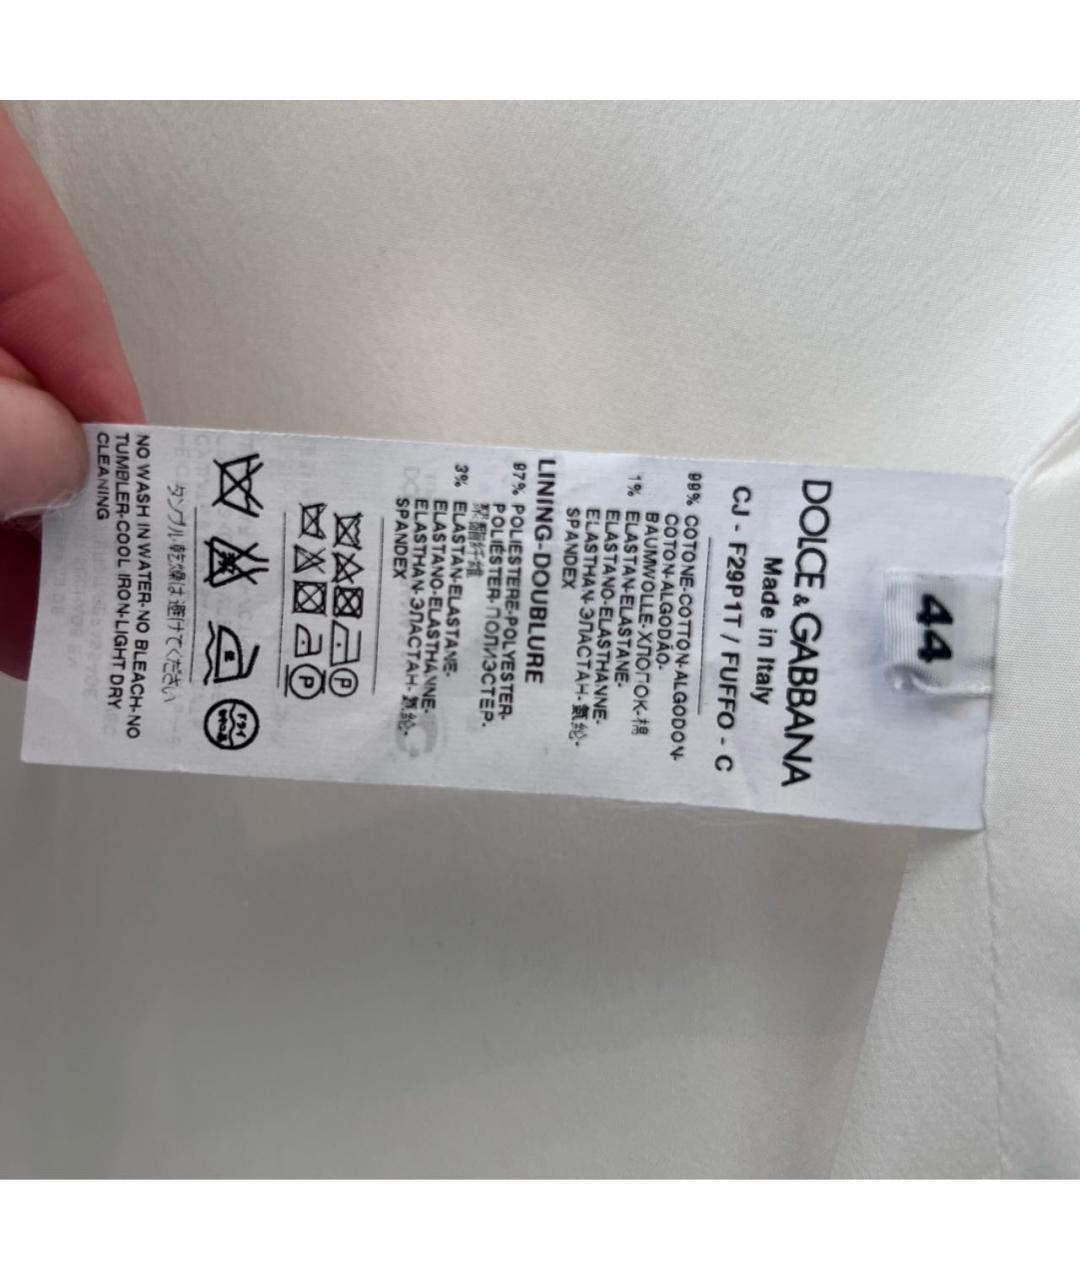 44
DOLCE & GABBANA
Made in Italy
CJ - F29P1T / FUFFO - C
99% COTONE-COTTON-ALGODON-
COTON-ALGODÃO-
BAUMWOLLE-ХЛОПОК-棉
1% ELASTAN-ELASTANE-
ELASTANO-ELASTHANNE-
ELASTHAN-ЭЛАСТАН-氨纶-
SPANDEX
LINING-DOUBLURE
97% POLIESTERE-POLYESTER-
POLIÉSTER-ПОЛИЭСТЕР-
聚酯纤维
3% ELASTAN-ELASTANE-
ELASTANO-ELASTHANNE-
ELASTHAN-ЭЛАСТАН-氨纶-
SPANDEX
P
P
ドライ
タンブル乾燥は避けてください
NO WASH IN WATER-NO BLEACH-NO
TUMBLER-COOL IRON-LIGHT DRY
CLEANING